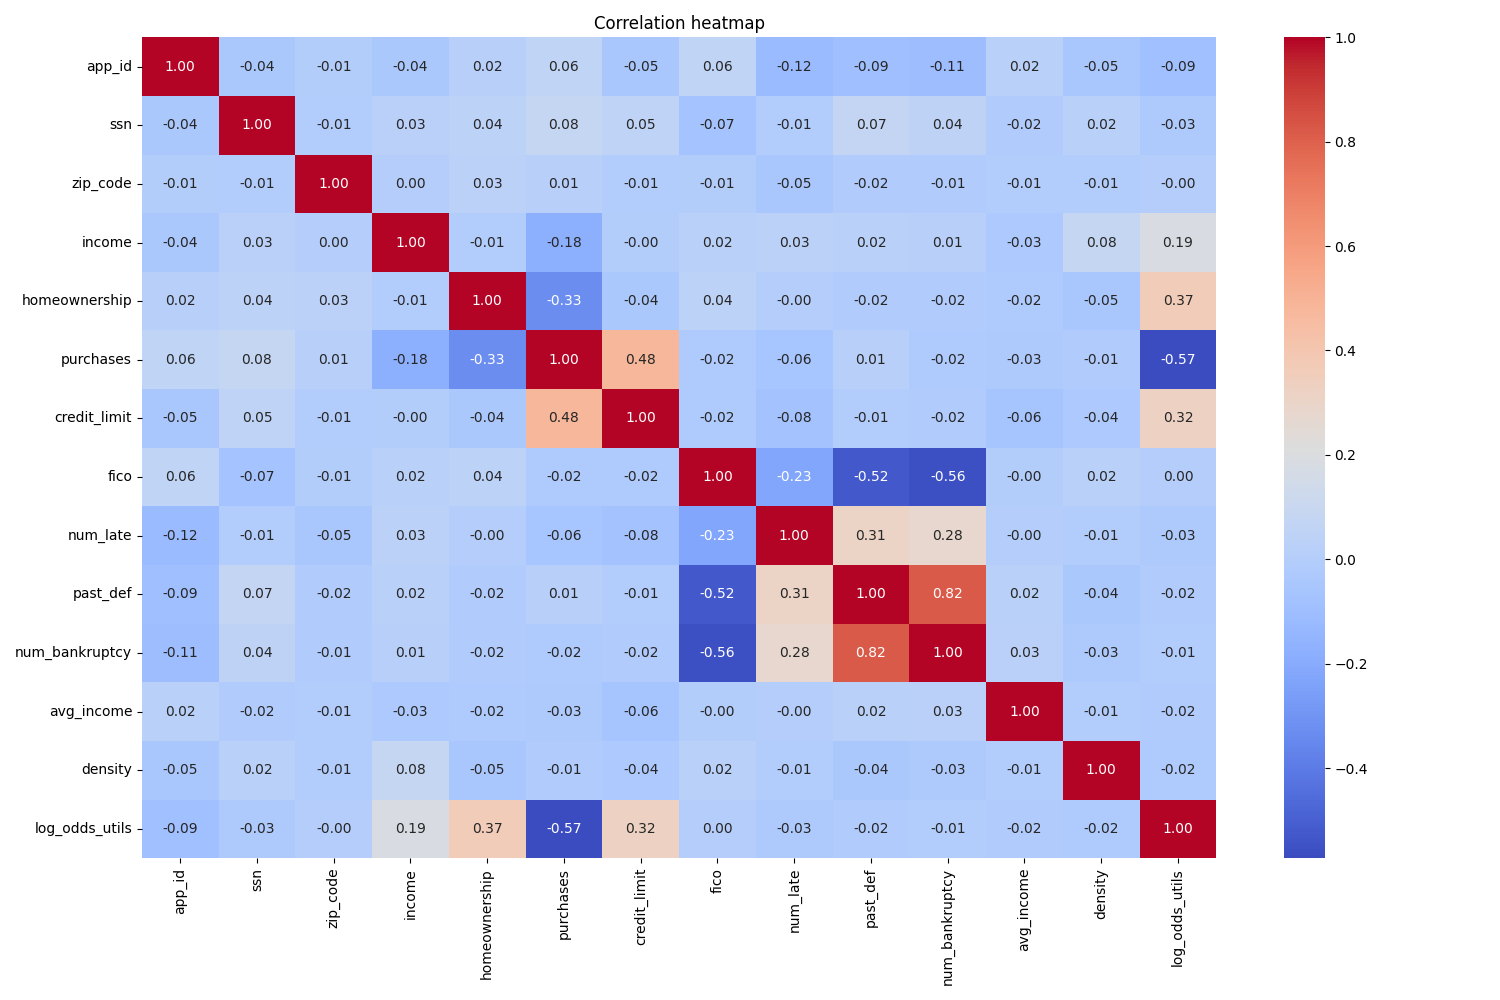 Correlation heatmap
app_id 1.00 -0.04 -0.01 -0.04 0.02 0.06 -0.05 0.06 -0.12 -0.09 -0.11 0.02 -0.05 -0.09
ssn -0.04 1.00 -0.01 0.03 0.04 0.08 0.05 -0.07 -0.01 0.07 0.04 -0.02 0.02 -0.03
zip_code -0.01 -0.01 1.00 0.00 0.03 0.01 -0.01 -0.01 -0.05 -0.02 -0.01 -0.01 -0.01 -0.00
income -0.04 0.03 0.00 1.00 -0.01 -0.18 -0.00 0.02 0.03 0.02 0.01 -0.03 0.08 0.19
homeownership 0.02 0.04 0.03 -0.01 1.00 -0.33 -0.04 0.04 -0.00 -0.02 -0.02 -0.02 -0.05 0.37
purchases 0.06 0.08 0.01 -0.18 -0.33 1.00 0.48 -0.02 -0.06 0.01 -0.02 -0.03 -0.01 -0.57
credit_limit -0.05 0.05 -0.01 -0.00 -0.04 0.48 1.00 -0.02 -0.08 -0.01 -0.02 -0.06 -0.04 0.32
fico 0.06 -0.07 -0.01 0.02 0.04 -0.02 -0.02 1.00 -0.23 -0.52 -0.56 -0.00 0.02 0.00
num_late -0.12 -0.01 -0.05 0.03 -0.00 -0.06 -0.08 -0.23 1.00 0.31 0.28 -0.00 -0.01 -0.03
past_def -0.09 0.07 -0.02 0.02 -0.02 0.01 -0.01 -0.52 0.31 1.00 0.82 0.02 -0.04 -0.02
num_bankruptcy -0.11 0.04 -0.01 0.01 -0.02 -0.02 -0.02 -0.56 0.28 0.82 1.00 0.03 -0.03 -0.01
avg_income 0.02 -0.02 -0.01 -0.03 -0.02 -0.03 -0.06 -0.00 -0.00 0.02 0.03 1.00 -0.01 -0.02
density -0.05 0.02 -0.01 0.08 -0.05 -0.01 -0.04 0.02 -0.01 -0.04 -0.03 -0.01 1.00 -0.02
log_odds_utils -0.09 -0.03 -0.00 0.19 0.37 -0.57 0.32 0.00 -0.03 -0.02 -0.01 -0.02 -0.02 1.00
app_id
ssn
zip_code
income
homeownership
purchases
credit_limit
fico
num_late
past_def
num_bankruptcy
avg_income
density
log_odds_utils
1.0
0.8
0.6
0.4
0.2
0.0
−0.2
−0.4